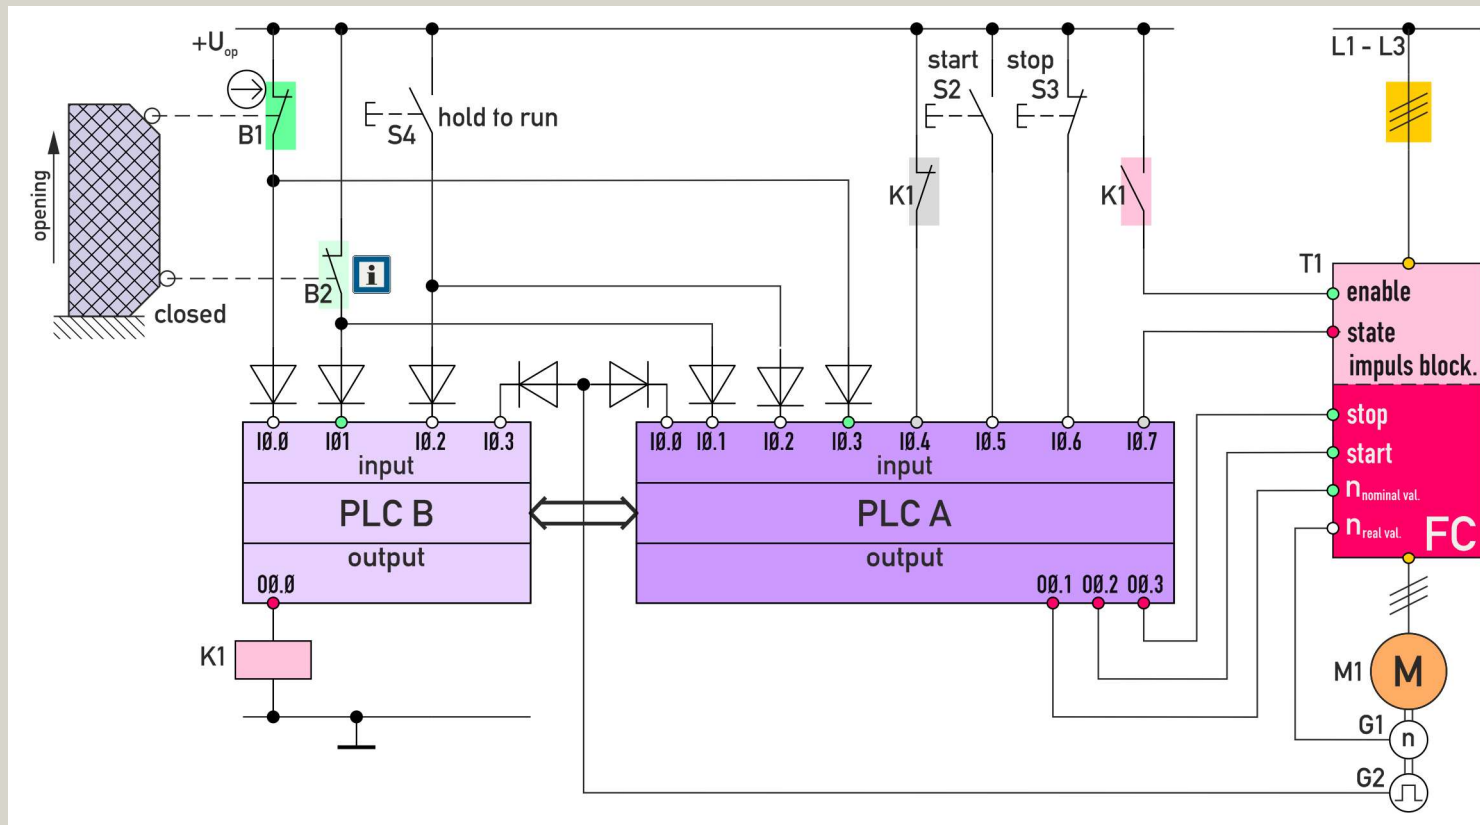 +Uop
L1 - L3
start
stop
S2
S3
B1
S4
hold to run
opening
K1
K1
T1
enable
i
B2
closed
state
impuls block.
stop
I0.0
I01
I0.2
I0.3
I0.0
I0.1
I0.2
I0.3
I0.4
I0.5
I0.6
I0.7
input
input
start
n nominal val.
PLC B
PLC A
n real val.
FC
output
output
O0.0
O0.1
O0.2
O0.3
K1
M1
M
G1
n
G2